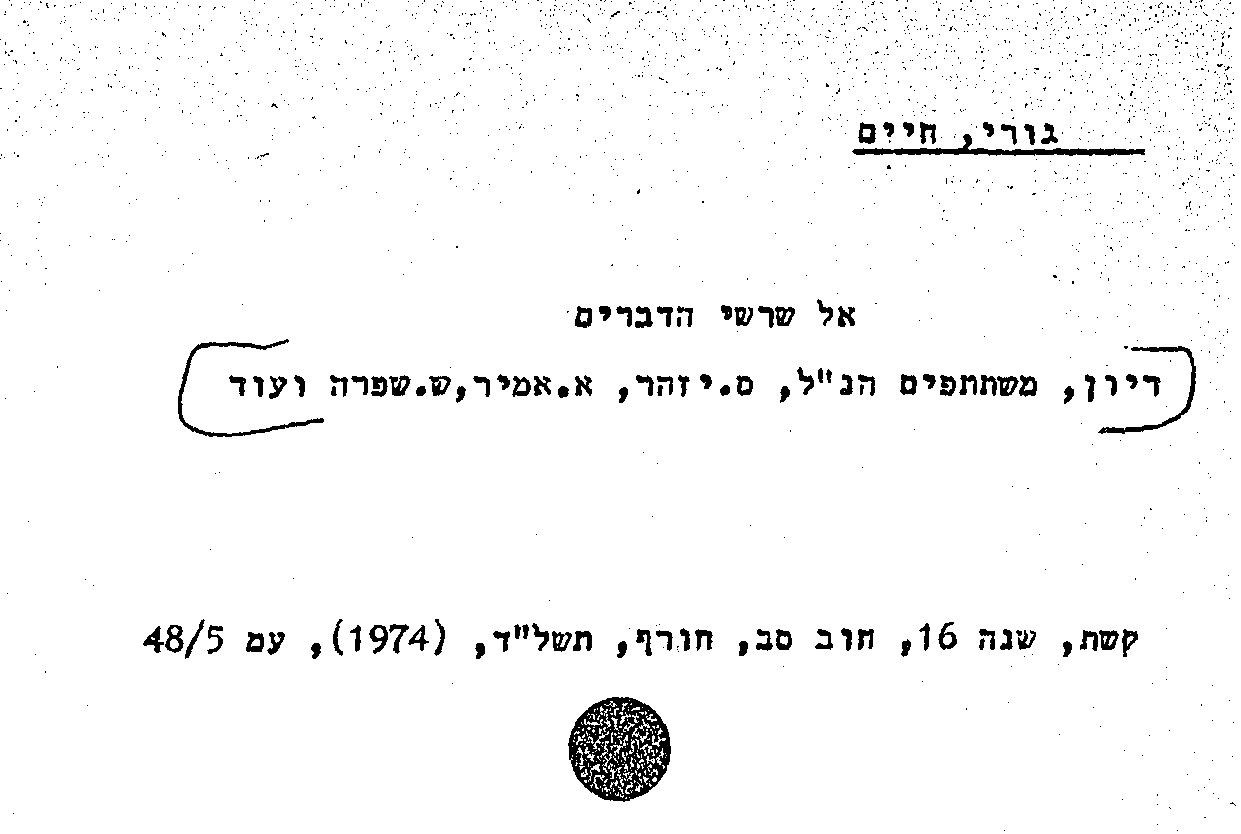 גורי, חיים
אל שרשי הדברים
דיון, משתתפים הנ"ל, ס.יזהר, א.אמיר,ש.שפרה ועוד
קשת, שנה 16, חוב סב, חורף, תשל"ד, (1974), עמ 48/5